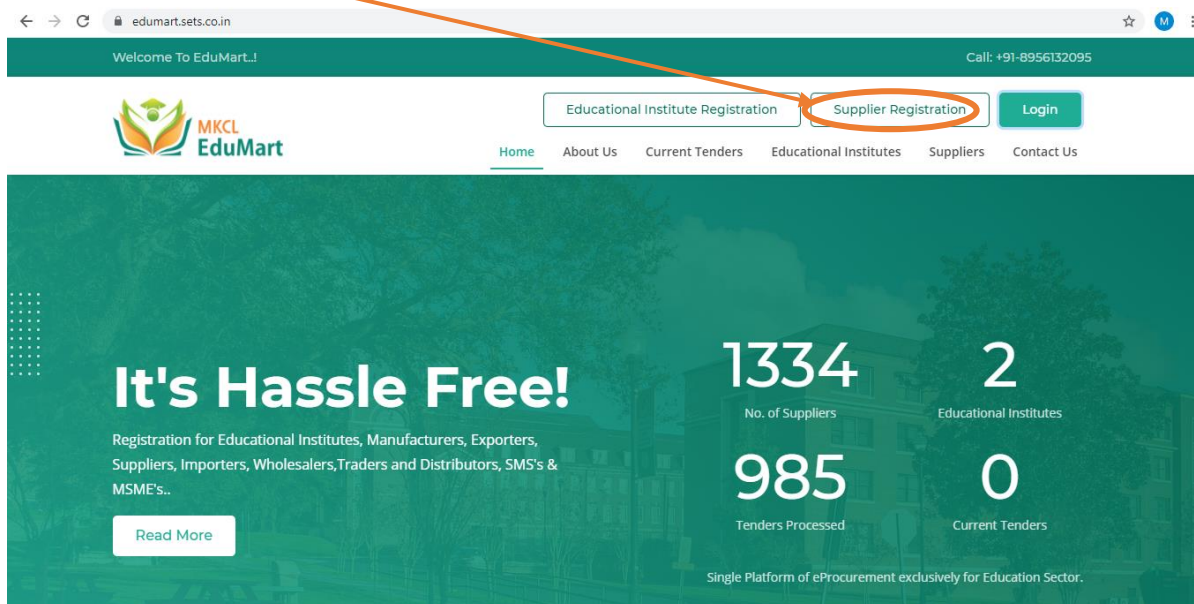 edumart.sets.co.in
M
Welcome To EduMart..!
Call: +91-8956132095
Educational Institute Registration
Supplier Registration
Login
MKCL
EduMart
Home
About Us
Current Tenders
Educational Institutes
Suppliers
Contact Us
It's Hassle Free!
Registration for Educational Institutes, Manufacturers, Exporters,
Suppliers, Importers, Wholesalers,Traders and Distributors, SMS's &
MSME's..
Read More
1334
No. of Suppliers
2
Educational Institutes
985
Tenders Processed
0
Current Tenders
Single Platform of eProcurement exclusively for Education Sector.